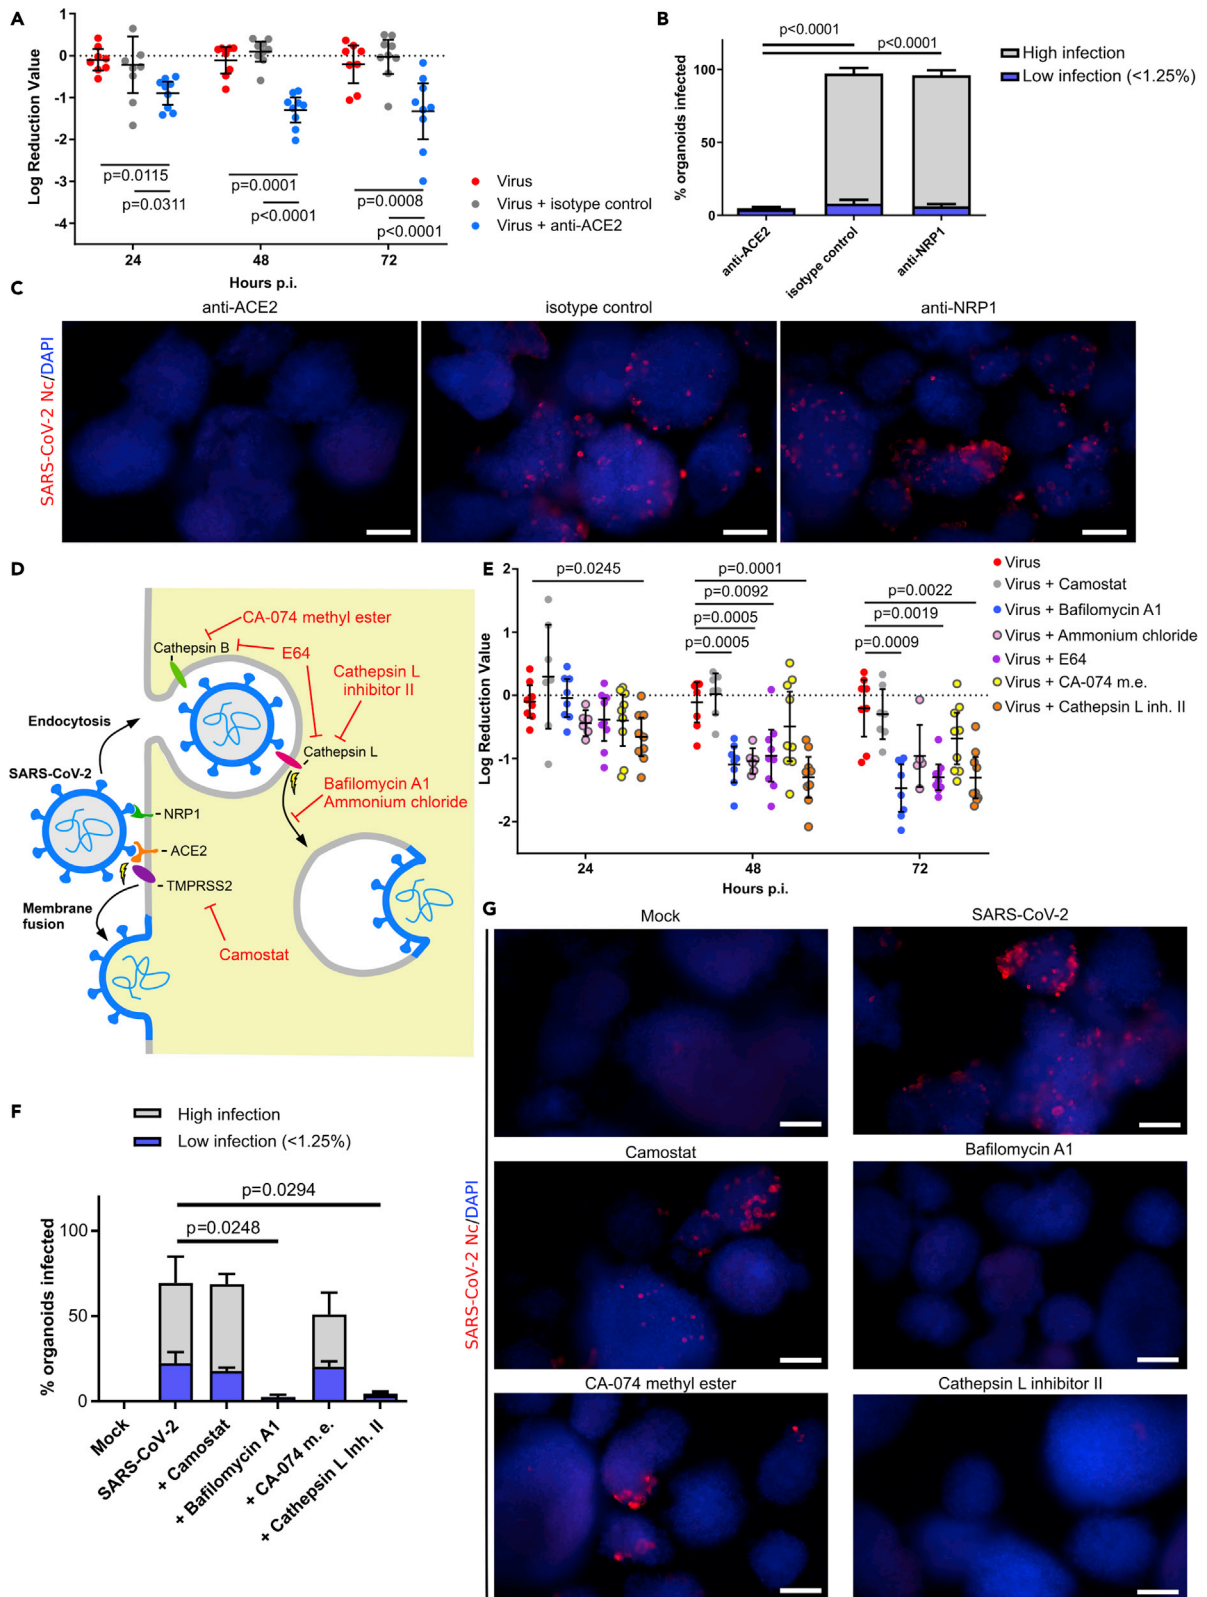 A
1
0
-1
-2
-3
-4
Log Reduction Value
p=0.0115
p=0.0311
p=0.0001
p<0.0001
p=0.0008
p<0.0001
24
48
72
Hours p.i.
Virus
Virus + isotype control
Virus + anti-ACE2
B
p<0.0001
p<0.0001
100
50
0
% organoids infected
anti-ACE2
isotype control
anti-NRP1
High infection
Low infection (<1.25%)
C
anti-ACE2
isotype control
anti-NRP1
SARS-CoV-2 Nc/DAPI
D
CA-074 methyl ester
Cathepsin B
E64
Cathepsin L
inhibitor II
Endocytosis
Cathepsin L
SARS-CoV-2
Bafilomycin A1
Ammonium chloride
NRP1
ACE2
TMPRSS2
Membrane
fusion
Camostat
E
2
1
0
-1
-2
Log Reduction Value
p=0.0245
p=0.0001
p=0.0092
p=0.0005
p=0.0005
p=0.0022
p=0.0019
p=0.0009
24
48
72
Hours p.i.
Virus
Virus + Camostat
Virus + Bafilomycin A1
Virus + Ammonium chloride
Virus + E64
Virus + CA-074 m.e.
Virus + Cathepsin L inh. II
F
High infection
Low infection (<1.25%)
p=0.0294
p=0.0248
100
50
0
% organoids infected
Mock
SARS-CoV-2
+ Camostat
+ Bafilomycin A1
+ CA-074 m.e.
+ Cathepsin L Inh. II
G
Mock
SARS-CoV-2
Camostat
Bafilomycin A1
CA-074 methyl ester
Cathepsin L inhibitor II
SARS-CoV-2 Nc/DAPI